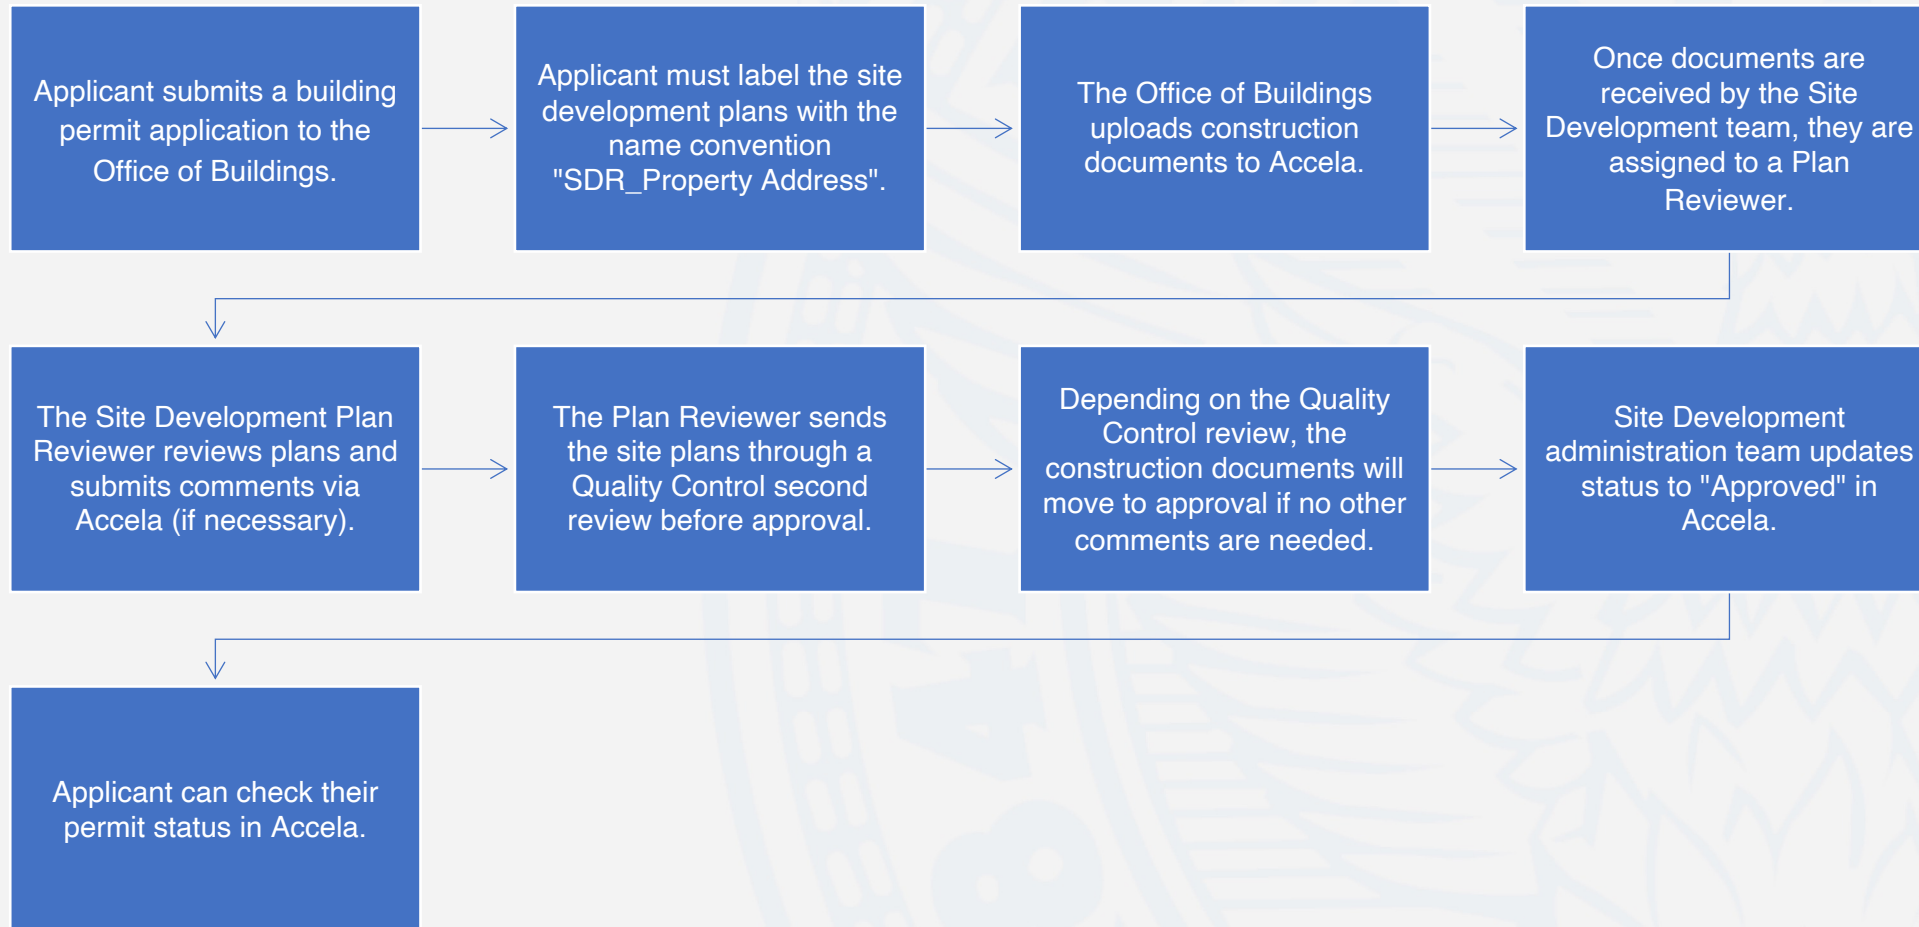 Applicant submits a building
permit application to the
Office of Buildings.
Applicant must label the site
development plans with the
name convention
"SDR_Property Address".
The Office of Buildings
uploads construction
documents to Accela.
Once documents are
received by the Site
Development team, they are
assigned to a Plan
Reviewer.
The Site Development Plan
Reviewer reviews plans and
submits comments via
Accela (if necessary).
The Plan Reviewer sends
the site plans through a
Quality Control second
review before approval.
Depending on the Quality
Control review, the
construction documents will
move to approval if no other
comments are needed.
Site Development
administration team updates
status to "Approved" in
Accela.
Applicant can check their
permit status in Accela.